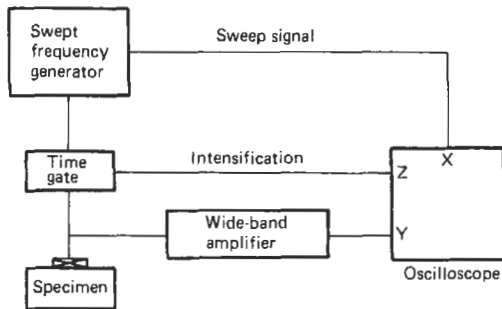 Swept
frequency
generator
Sweep signal
Time
gate
Intensification
X
Z
Wide-band
amplifier
Y
Specimen
Oscilloscope